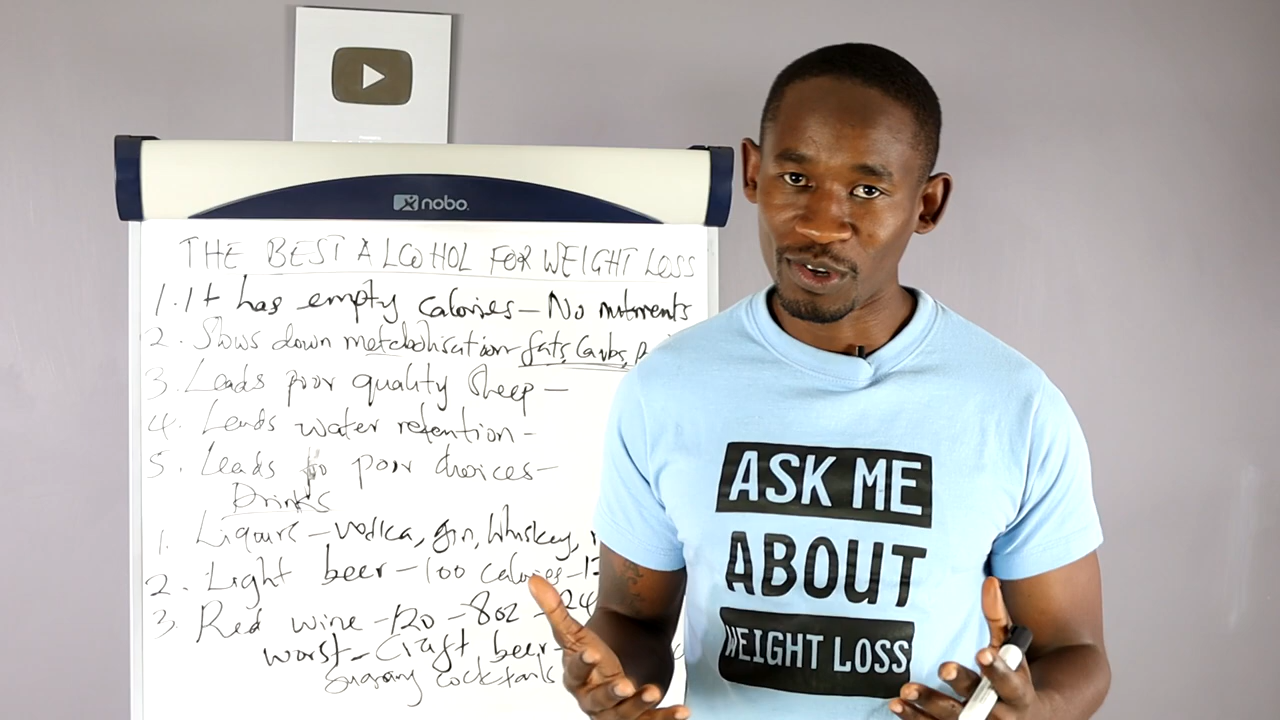 nobo
THE BEST ALCOHOL FOR WEIGHT LOSS
1. It has empty calories – No nutrients
2. Slows down metabolisation fats, Carbs,
3. Leads poor quality Sleep –
4. Leads water retention –
5. Leads to poor choices –
Drinks
1. Liquire – vodka, gin, whiskey,
2. Light beer – 100 calories –
3. Red wine – 120 – 8oz –
worst – Craft beer –
Sugary cocktails
ASK ME
ABOUT
WEIGHT LOSS